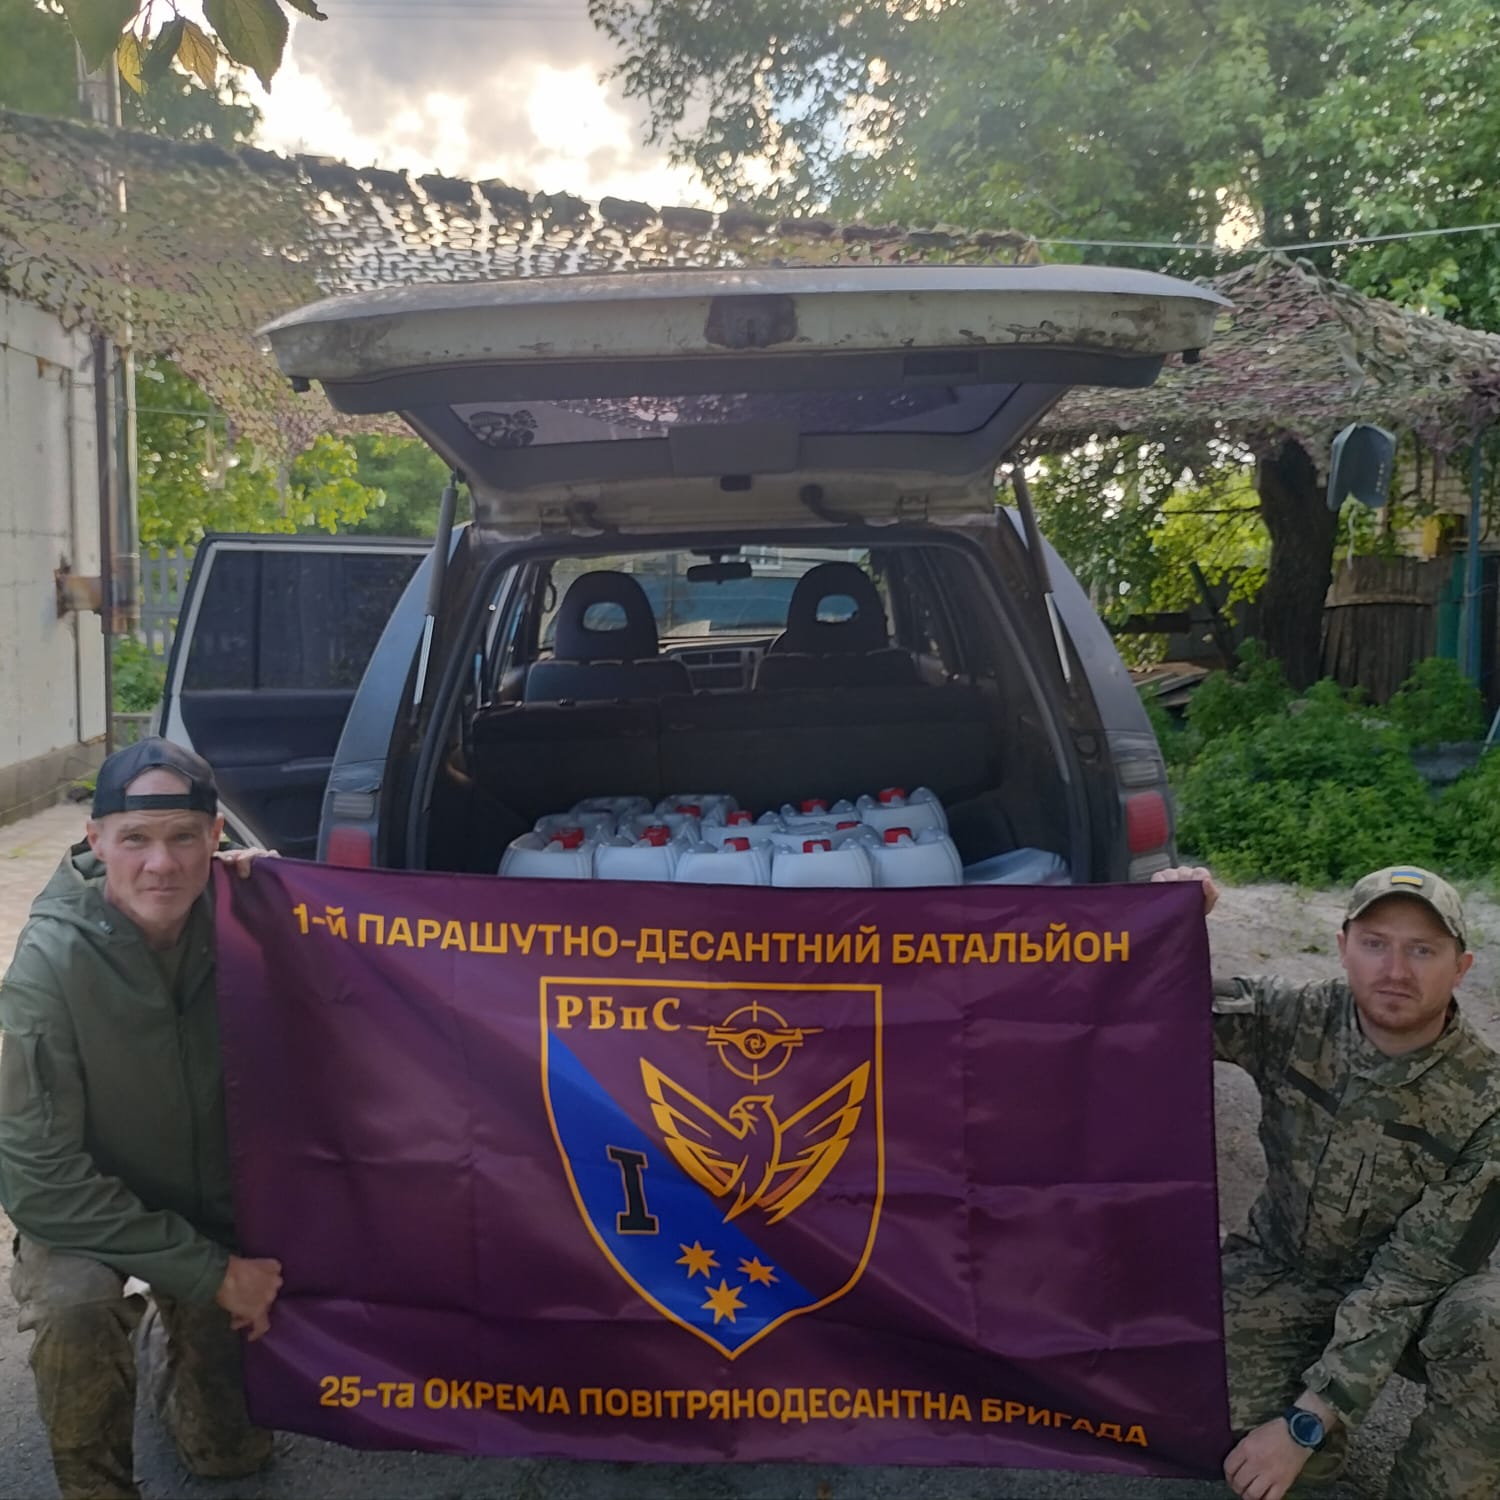 1-й ПАРАШУТНО-ДЕСАНТНИЙ БАТАЛЬЙОН
РБпС
I
25-та ОКРЕМА ПОВІТРЯНОДЕСАНТНА БРИГАДА